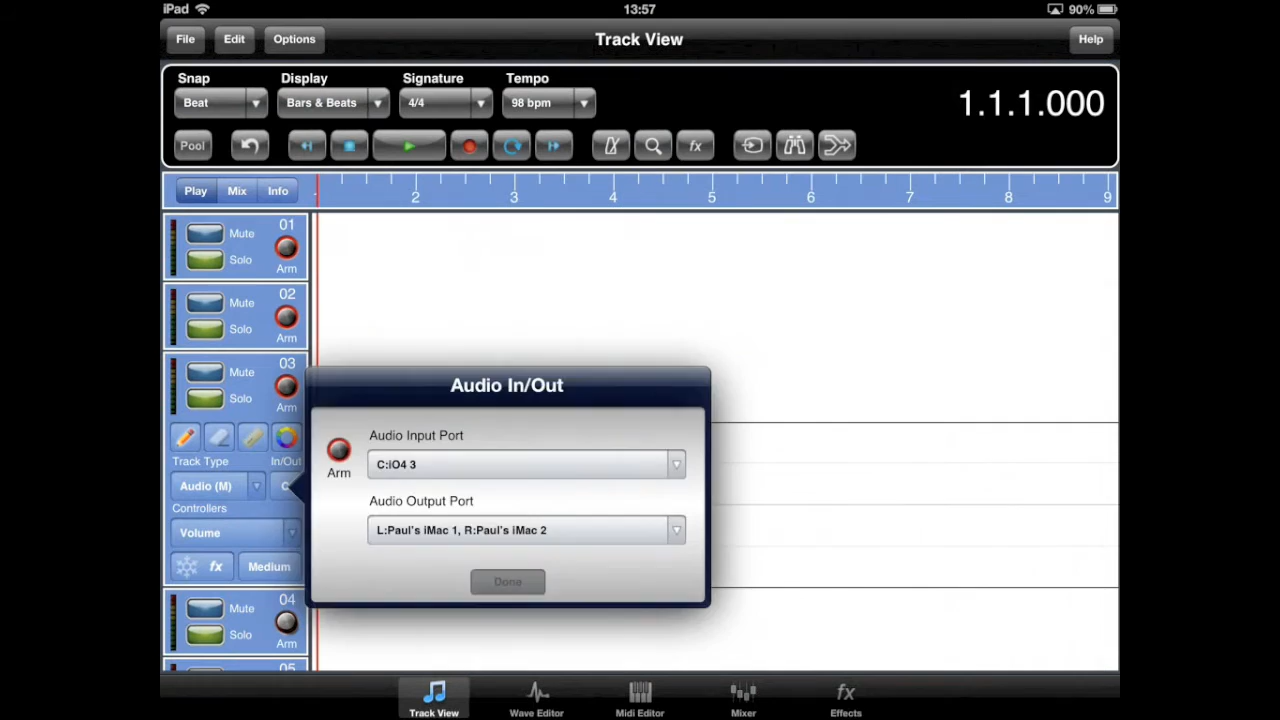 iPad 13:57 90%
File Edit Options Track View Help
Snap Display Signature Tempo
Beat Bars & Beats 4/4 98 bpm 1.1.1.000
Pool fx
Play Mix Info 2 3 4 5 6 7 8 9
01
Mute
Solo
Arm
02
Mute
Solo
Arm
03
Mute
Solo
Arm
Track Type In/Out
Audio (M)
Controllers
Volume
fx Medium
Audio In/Out
Audio Input Port
C:iO4 3
Arm
Audio Output Port
L:Paul's iMac 1, R:Paul's iMac 2
Done
04
Mute
Solo
Arm
05
Track View Wave Editor Midi Editor Mixer fx Effects